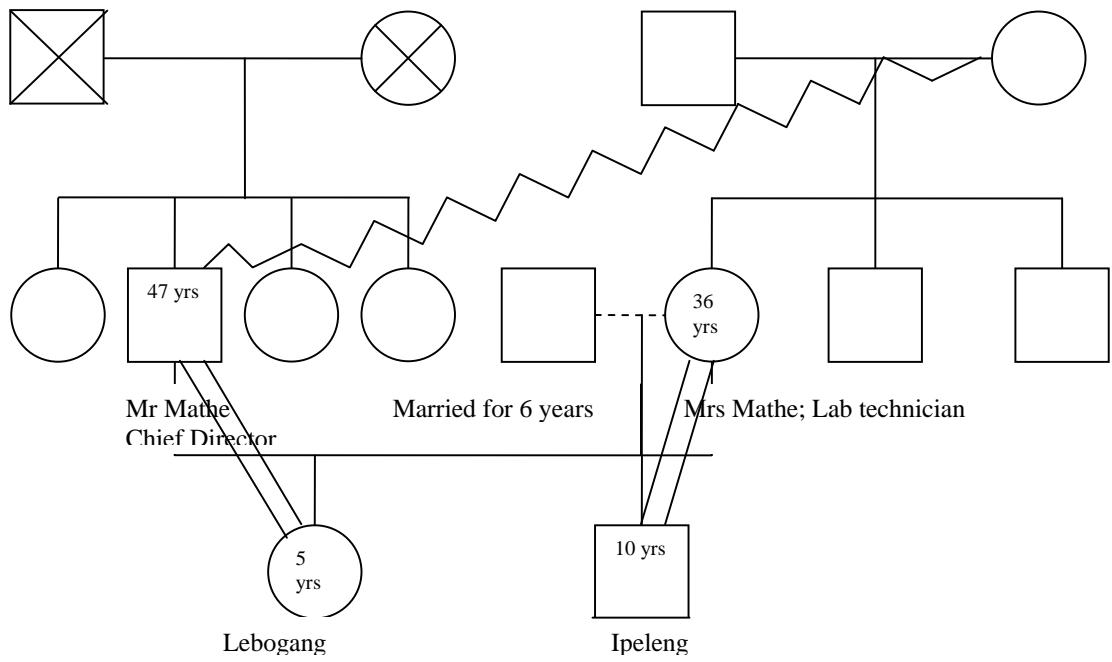 47 yrs
36
yrs
Mr Mathe
Chief Director
Married for 6 years
Mrs Mathe; Lab technician
5
yrs
10 yrs
Lebogang
Ipeleng